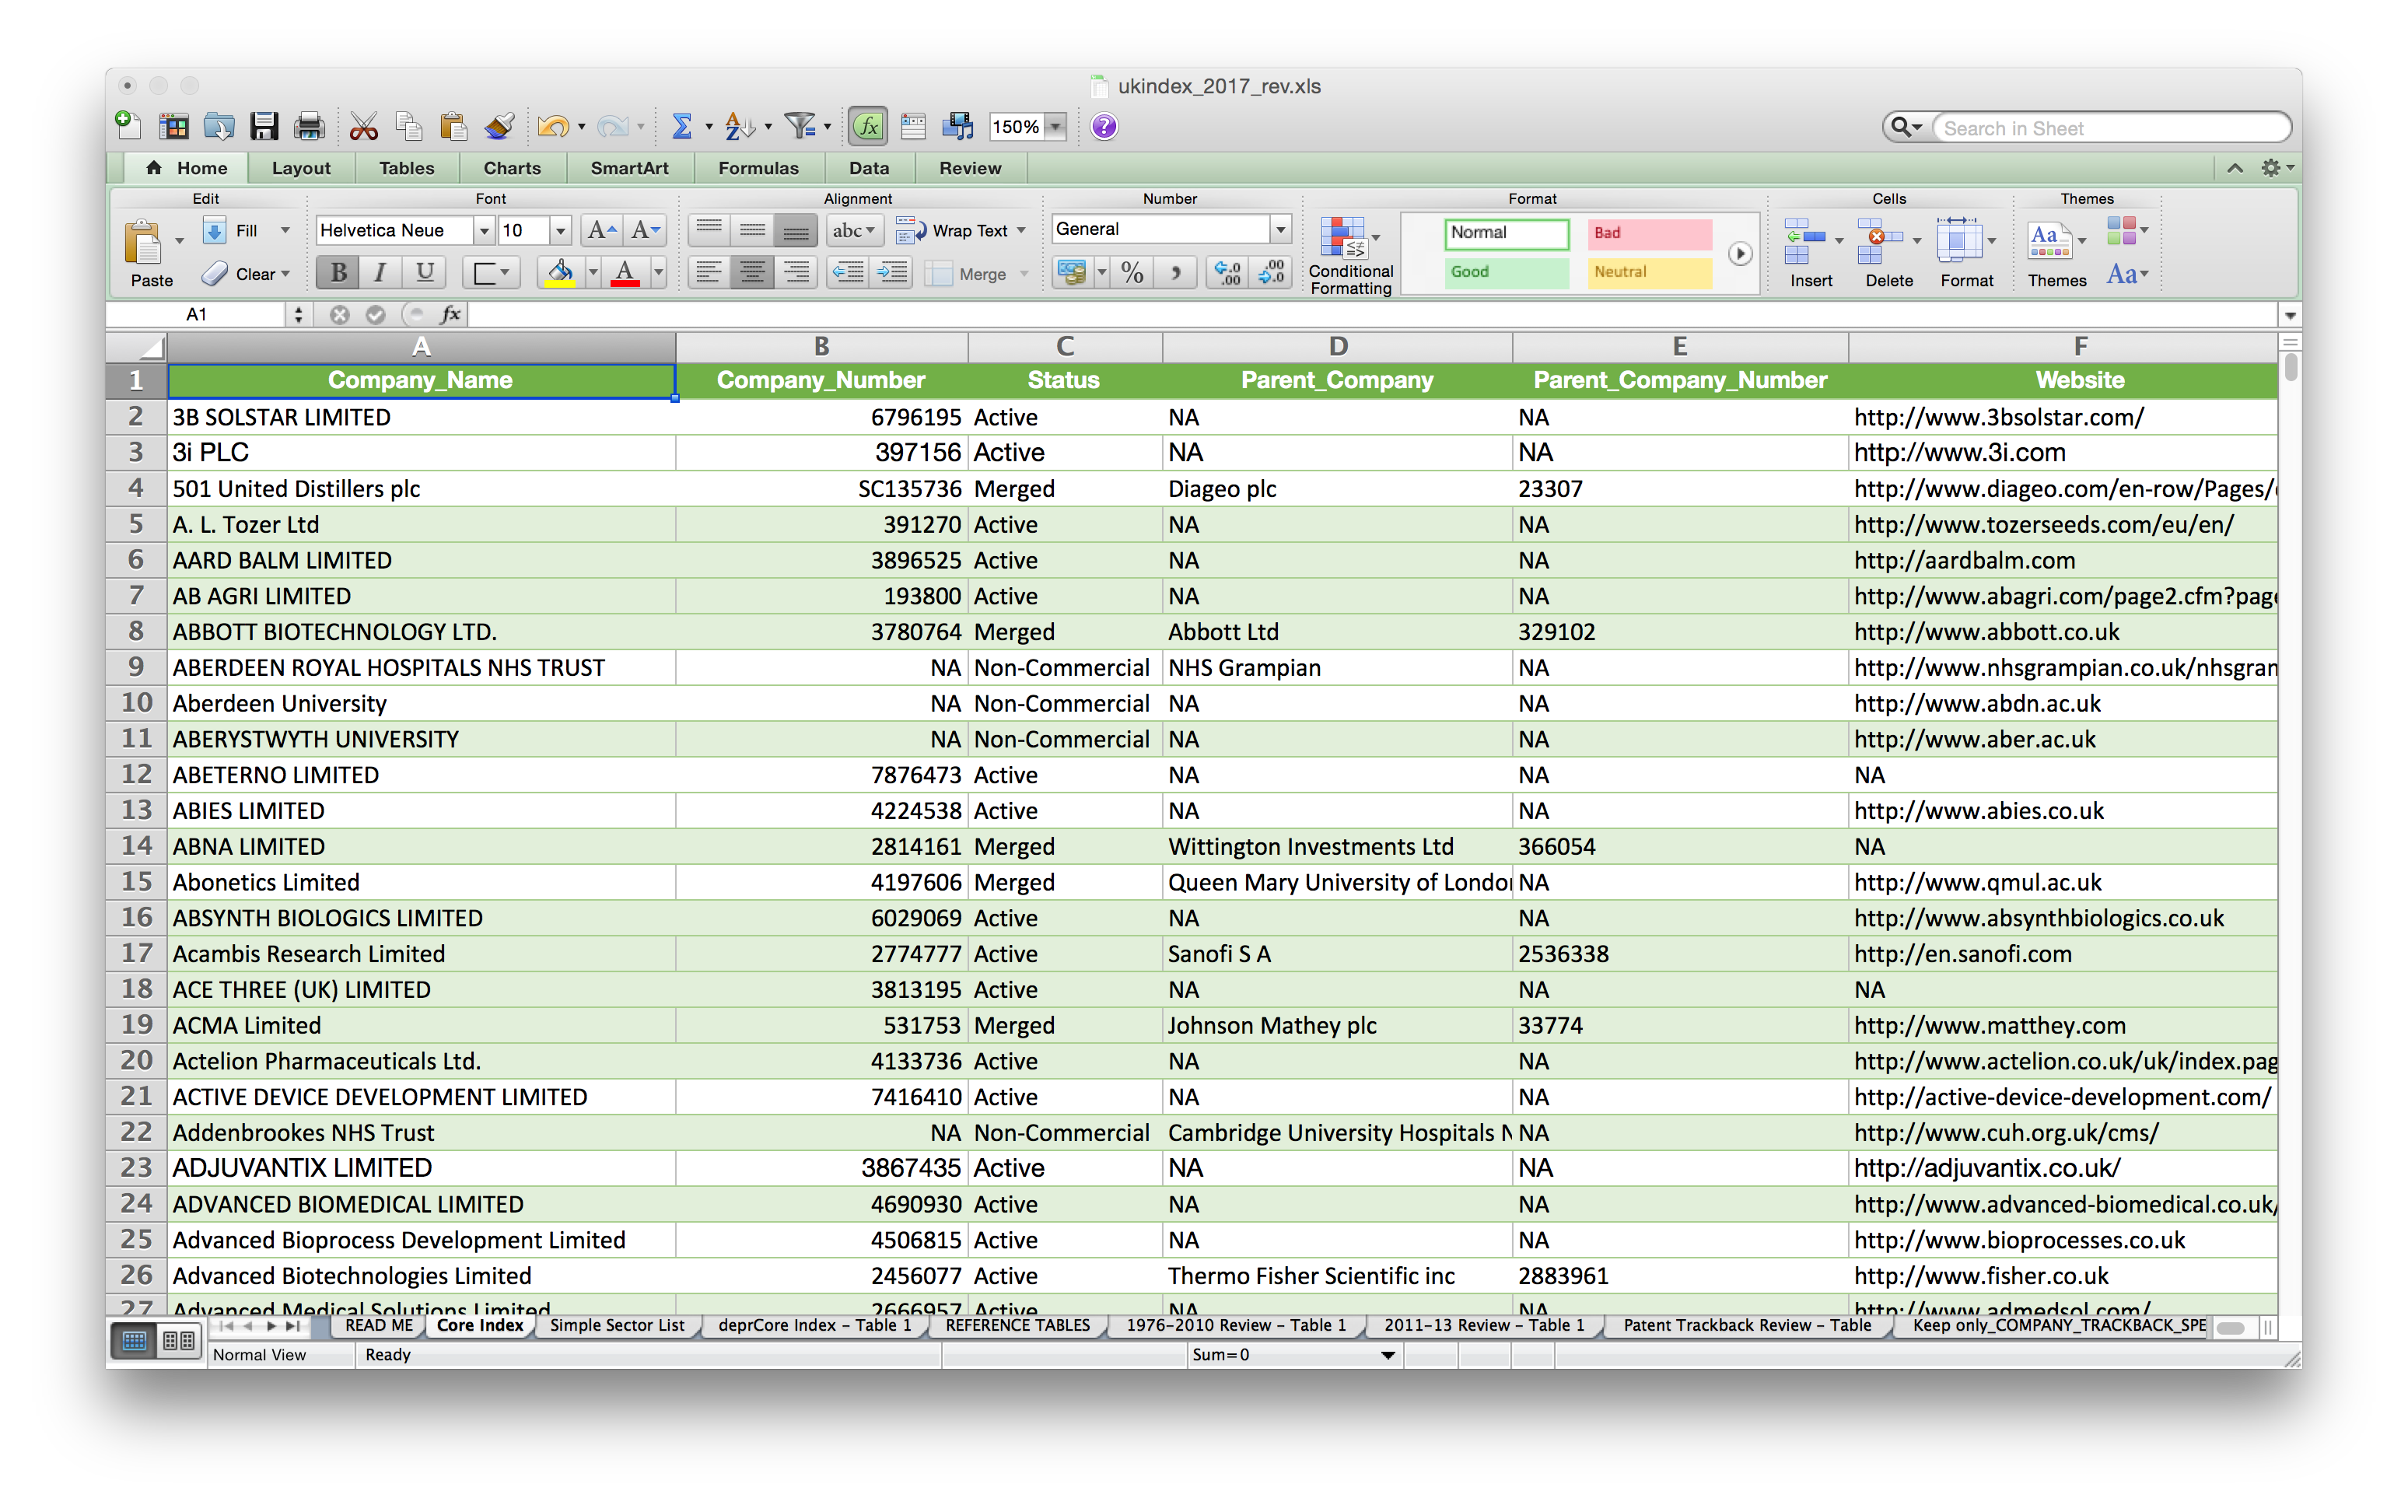 ukindex_2017_rev.xls
150%
Search in Sheet
Home Layout Tables Charts SmartArt Formulas Data Review
Edit Font Alignment Number Format Cells Themes
Paste Fill Clear
Helvetica Neue 10
B I U
abc Wrap Text
Merge
General
%
Conditional Formatting
Normal Bad
Good Neutral
Insert Delete Format Themes
A1 fx
A B C D E F
1 Company_Name Company_Number Status Parent_Company Parent_Company_Number Website
2 3B SOLSTAR LIMITED 6796195 Active NA NA http://www.3bsolstar.com/
3 3i PLC 397156 Active NA NA http://www.3i.com
4 501 United Distillers plc SC135736 Merged Diageo plc 23307 http://www.diageo.com/en-row/Pages/
5 A. L. Tozer Ltd 391270 Active NA NA http://www.tozerseeds.com/eu/en/
6 AARD BALM LIMITED 3896525 Active NA NA http://aardbalm.com
7 AB AGRI LIMITED 193800 Active NA NA http://www.abagri.com/page2.cfm?page
8 ABBOTT BIOTECHNOLOGY LTD. 3780764 Merged Abbott Ltd 329102 http://www.abbott.co.uk
9 ABERDEEN ROYAL HOSPITALS NHS TRUST NA Non-Commercial NHS Grampian NA http://www.nhsgrampian.co.uk/nhsgran
10 Aberdeen University NA Non-Commercial NA NA http://www.abdn.ac.uk
11 ABERYSTWYTH UNIVERSITY NA Non-Commercial NA NA http://www.aber.ac.uk
12 ABETERNO LIMITED 7876473 Active NA NA NA
13 ABIES LIMITED 4224538 Active NA NA http://www.abies.co.uk
14 ABNA LIMITED 2814161 Merged Wittington Investments Ltd 366054 NA
15 Abonetics Limited 4197606 Merged Queen Mary University of London NA http://www.qmul.ac.uk
16 ABSYNTH BIOLOGICS LIMITED 6029069 Active NA NA http://www.absynthbiologics.co.uk
17 Acambis Research Limited 2774777 Active Sanofi S A 2536338 http://en.sanofi.com
18 ACE THREE (UK) LIMITED 3813195 Active NA NA NA
19 ACMA Limited 531753 Merged Johnson Mathey plc 33774 http://www.matthey.com
20 Actelion Pharmaceuticals Ltd. 4133736 Active NA NA http://www.actelion.co.uk/uk/index.pag
21 ACTIVE DEVICE DEVELOPMENT LIMITED 7416410 Active NA NA http://active-device-development.com/
22 Addenbrookes NHS Trust NA Non-Commercial Cambridge University Hospitals N NA http://www.cuh.org.uk/cms/
23 ADJUVANTIX LIMITED 3867435 Active NA NA http://adjuvantix.co.uk/
24 ADVANCED BIOMEDICAL LIMITED 4690930 Active NA NA http://www.advanced-biomedical.co.uk/
25 Advanced Bioprocess Development Limited 4506815 Active NA NA http://www.bioprocesses.co.uk
26 Advanced Biotechnologies Limited 2456077 Active Thermo Fisher Scientific inc 2883961 http://www.fisher.co.uk
27 Advanced Medical Solutions Limited 2666957 Active NA NA http://www.admedsol.com/
READ ME Core Index Simple Sector List deprCore Index – Table 1 REFERENCE TABLES 1976-2010 Review – Table 1 2011-13 Review – Table 1 Patent Trackback Review – Table Keep only_COMPANY_TRACKBACK_SPE
Normal View Ready Sum=0